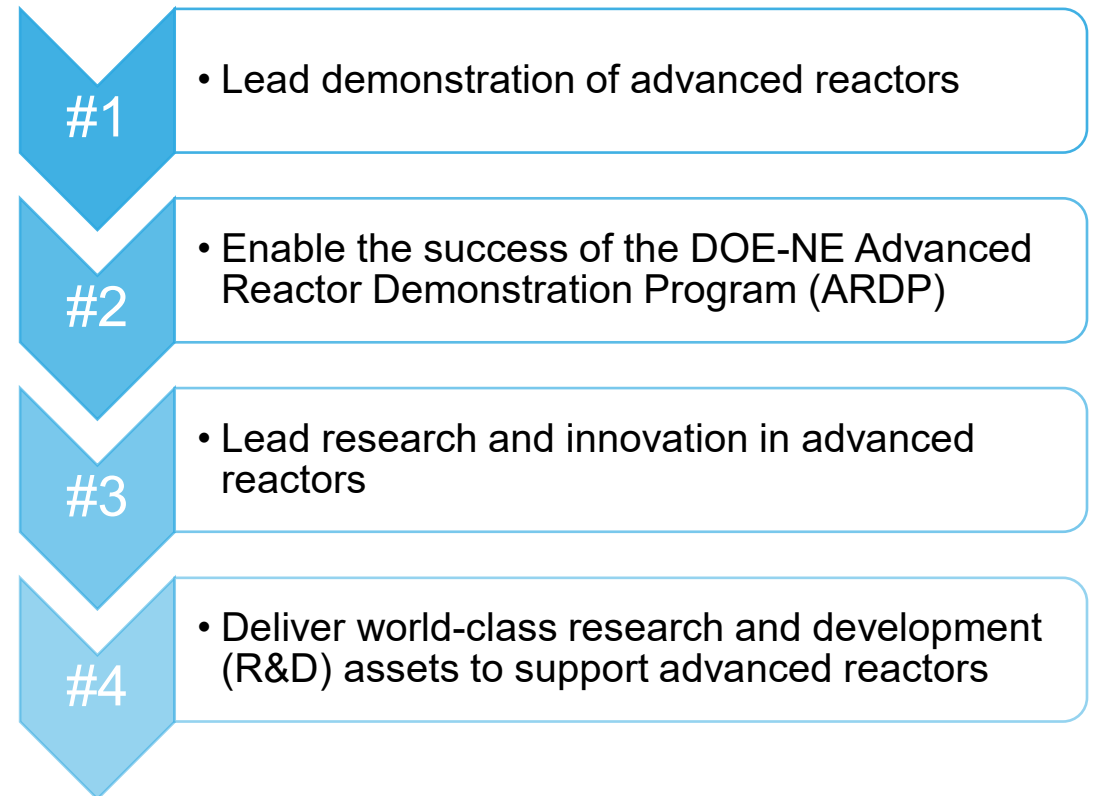 #1
• Lead demonstration of advanced reactors
#2
• Enable the success of the DOE-NE Advanced
Reactor Demonstration Program (ARDP)
#3
• Lead research and innovation in advanced
reactors
#4
• Deliver world-class research and development
(R&D) assets to support advanced reactors